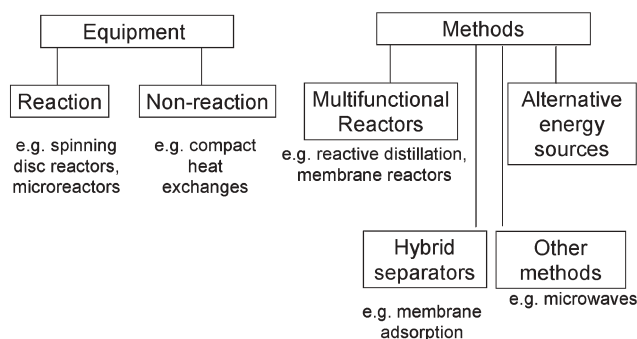 Equipment
Methods
Reaction
Non-reaction
Multifunctional
Reactors
Alternative
energy
sources
e.g. spinning
disc reactors,
microreactors
e.g. compact
heat
exchanges
e.g. reactive distillation,
membrane reactors
Hybrid
separators
Other
methods
e.g. membrane
adsorption
e.g. microwaves